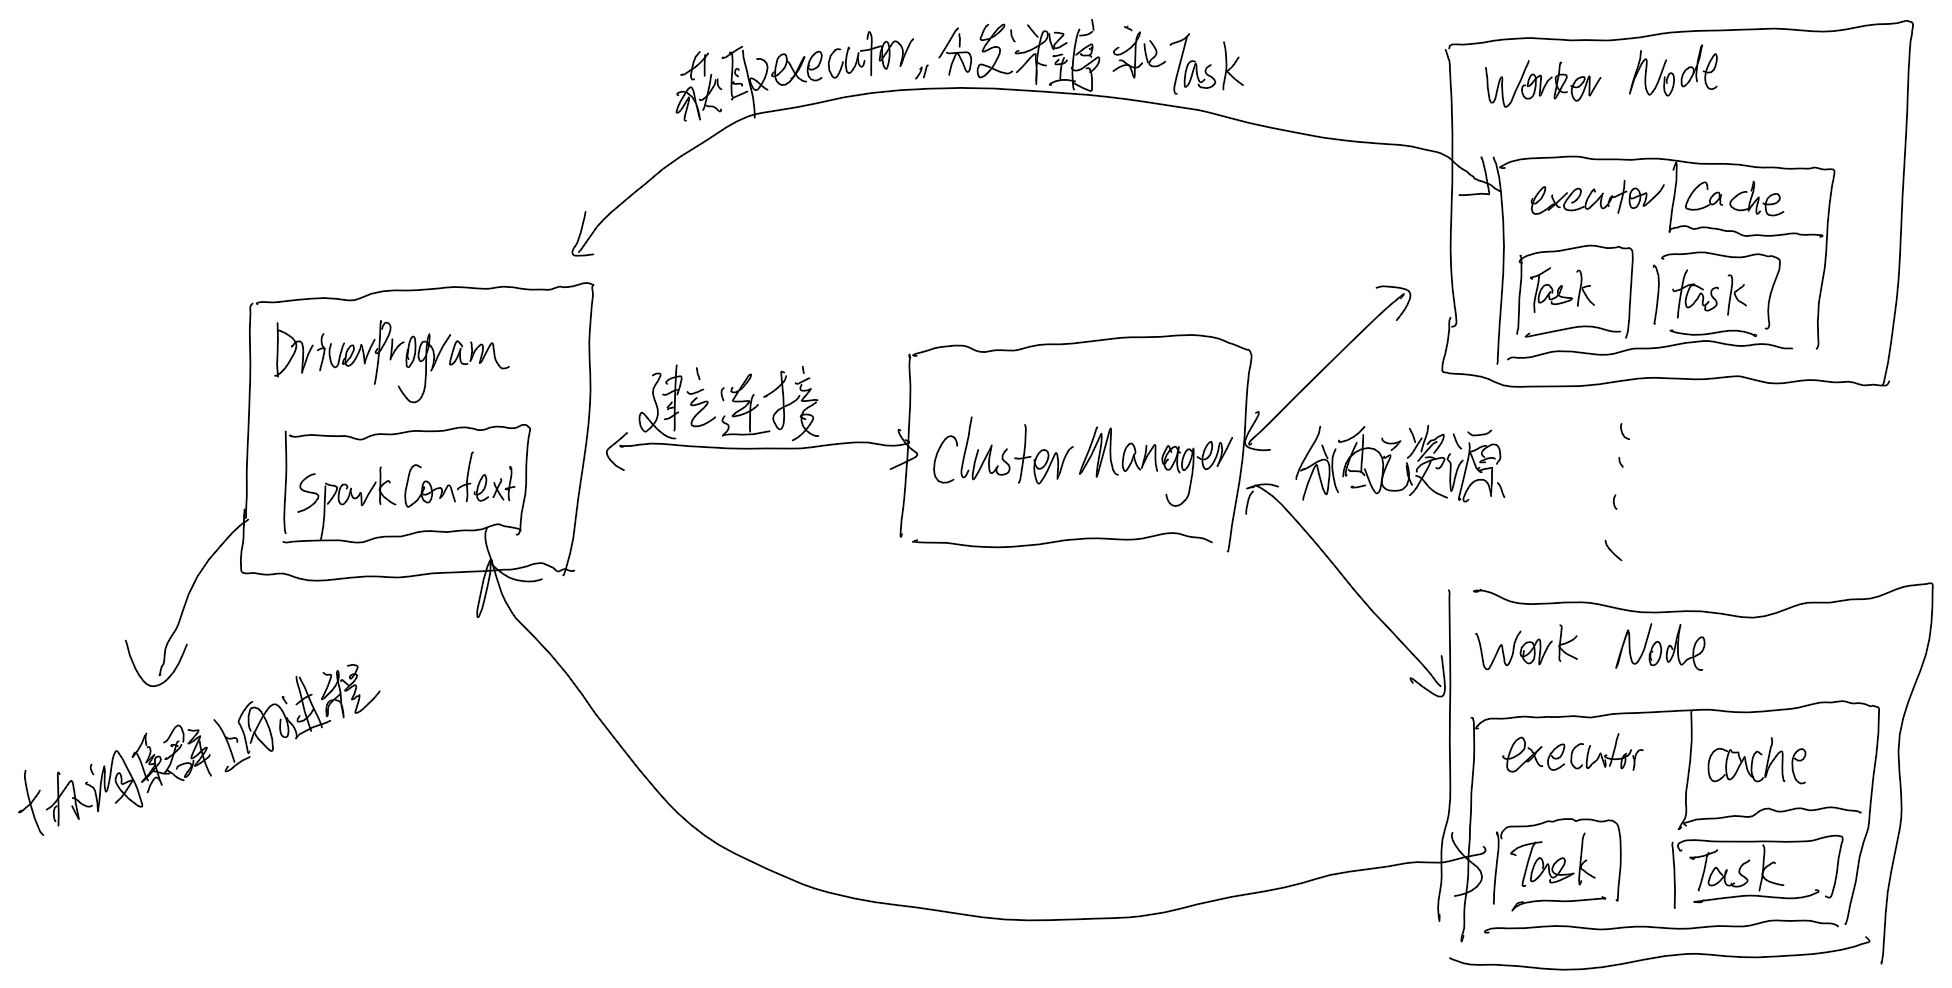 获取executor,,分发程序和Task
Worker Node
executor
cache
Task
task
DriverProgram
SparkContext
建立连接
ClusterManager
分配资源
协调集群上的进程
Work Node
executor
cache
Task
Task